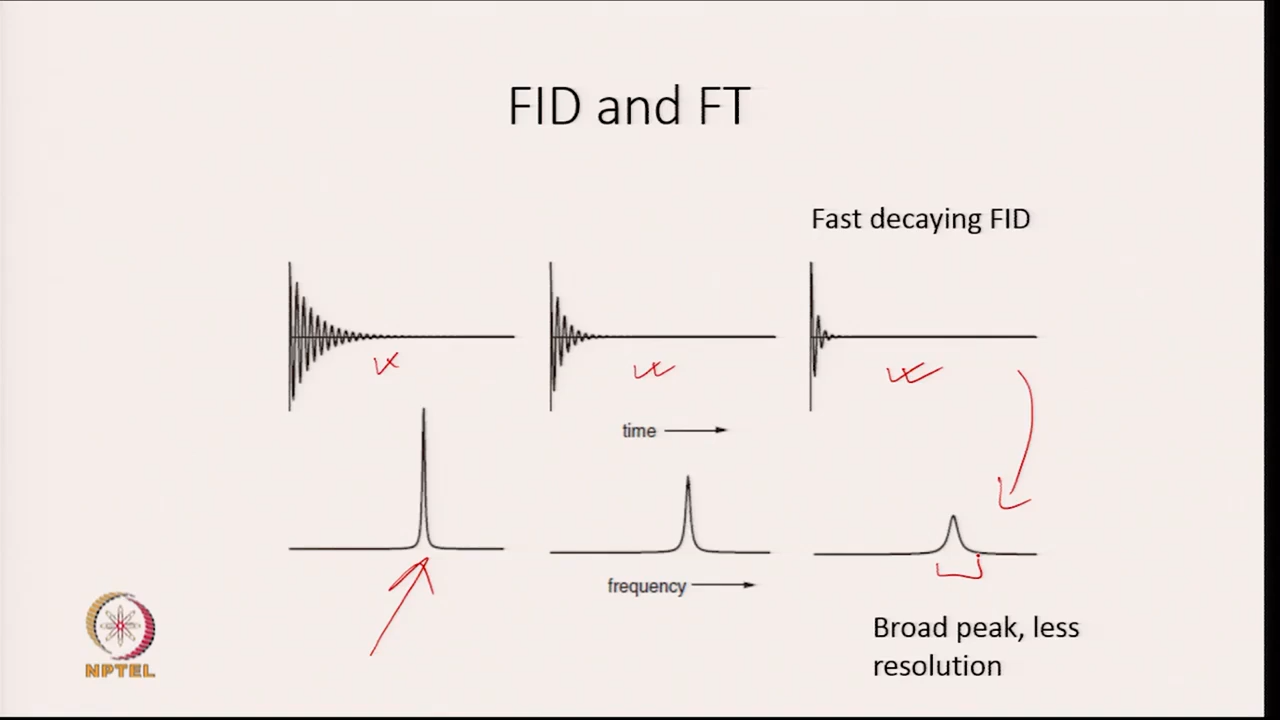 FID and FT
Fast decaying FID
time
frequency
Broad peak, less
resolution
NPTEL